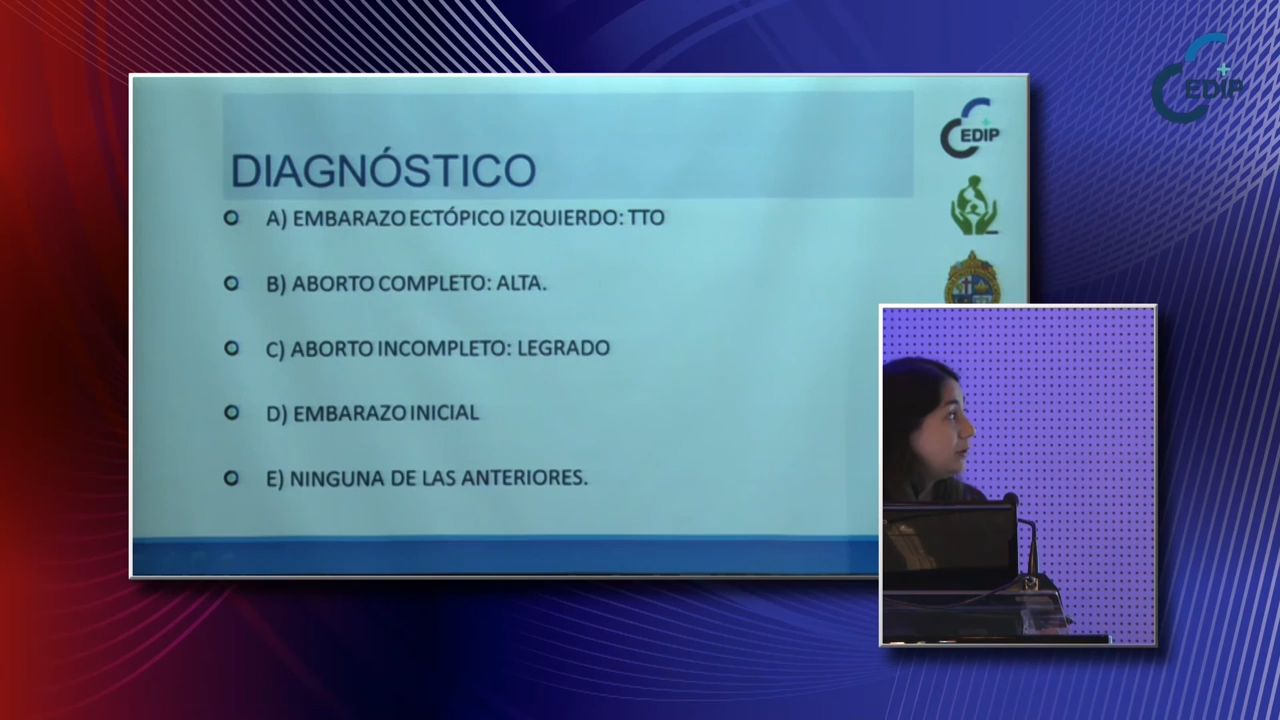 EDIP
EDIP
DIAGNÓSTICO
A) EMBARAZO ECTÓPICO IZQUIERDO: TTO
B) ABORTO COMPLETO: ALTA.
C) ABORTO INCOMPLETO: LEGRADO
D) EMBARAZO INICIAL
E) NINGUNA DE LAS ANTERIORES.